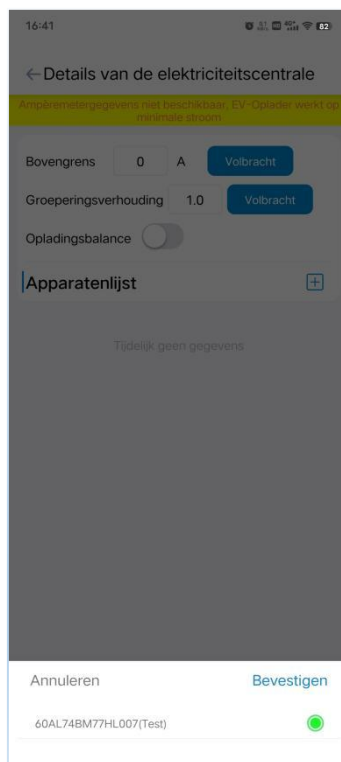 16:41
82
←Details van de elektriciteitscentrale
Ampèremetergegevens niet beschikbaar, EV-Oplader werkt op
minimale stroom
Bovengrens 0 A Volbracht
Groeperingsverhouding 1.0 Volbracht
Opladingsbalance
Apparatenlijst
Tijdelijk geen gegevens
Annuleren Bevestigen
60AL74BM77HL007(Test)